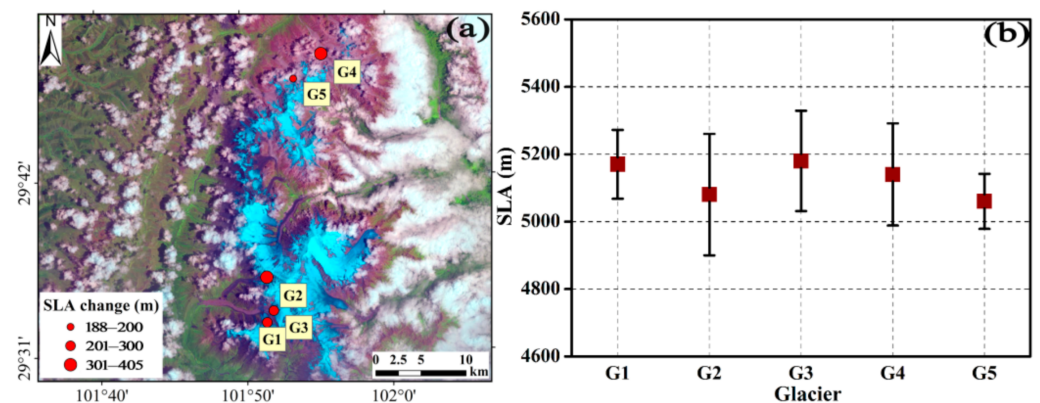 N
(a)
G4
G5
29°42'
G2
G3
G1
SLA change (m)
188–200
201–300
301–405
0 2.5 5 10
km
29°31'
101°40' 101°50' 102°0'
(b)
5600
5400
5200
5000
4800
4600
SLA (m)
G1 G2 G3 G4 G5
Glacier